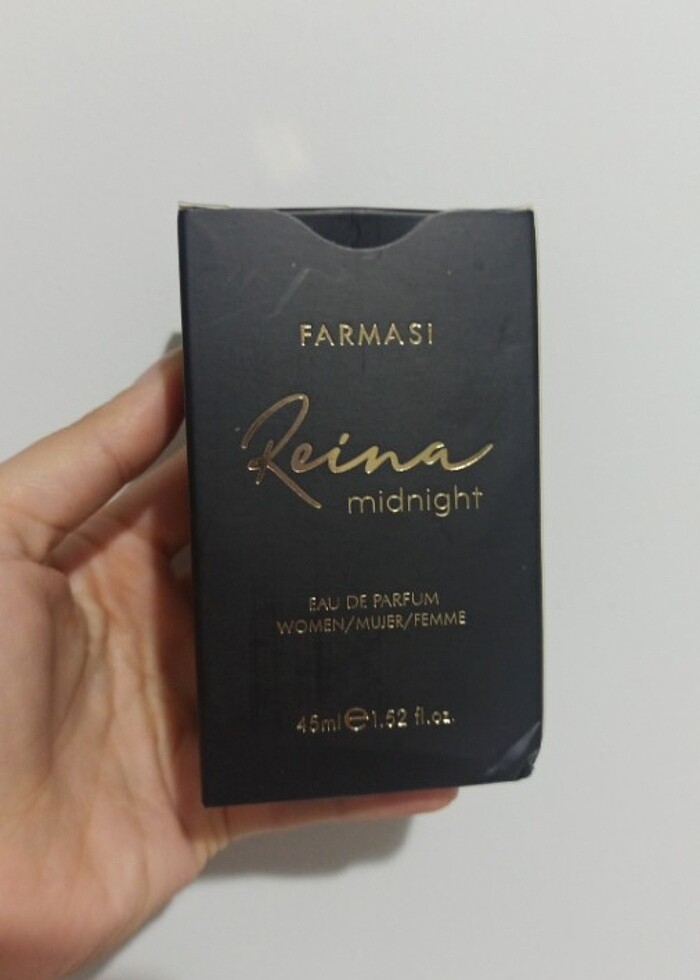 FARMASI
Reina
midnight
EAU DE PARFUM
WOMEN/MUJER/FEMME
45ml℮1.52 fl.oz.